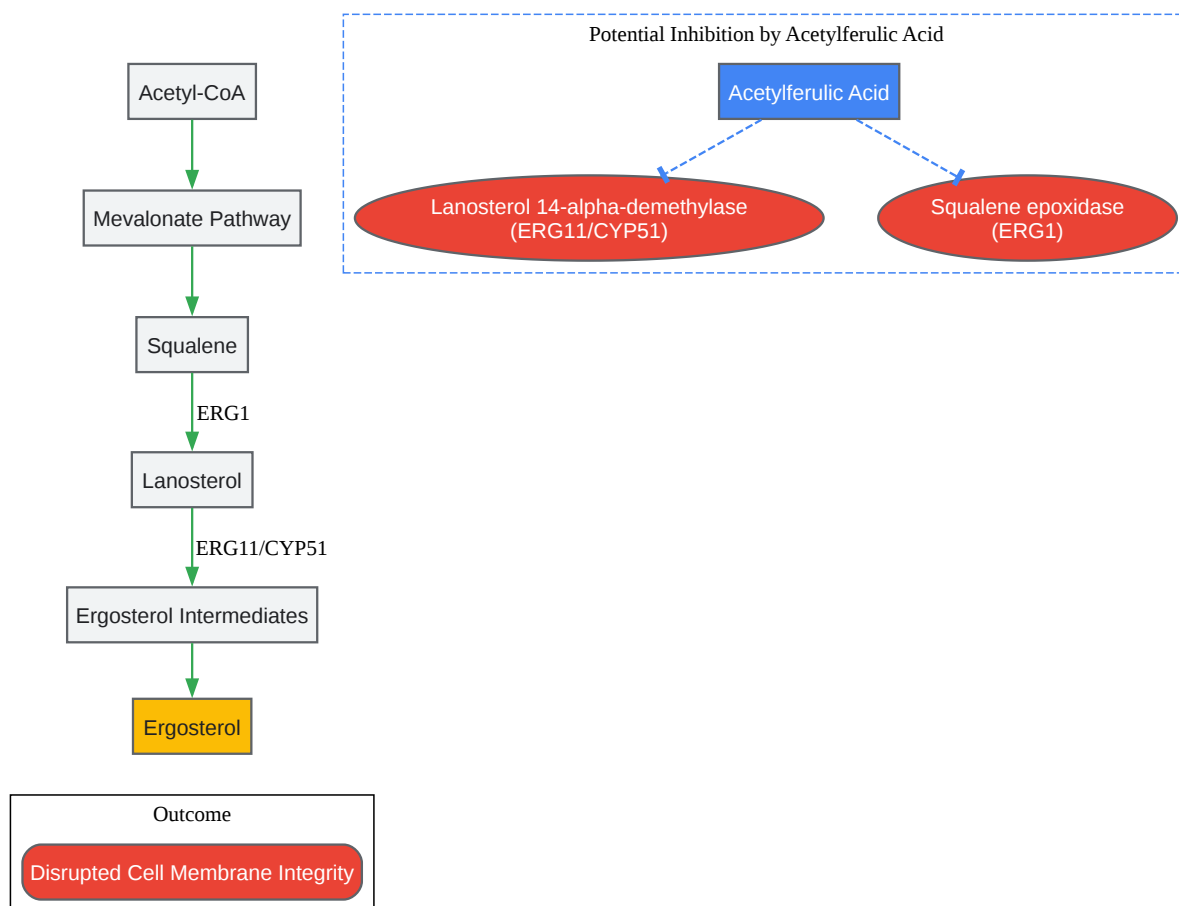 Potential Inhibition by Acetylferulic Acid
Acetyl-CoA
Acetylferulic Acid
Mevalonate Pathway
Lanosterol 14-alpha-demethylase
(ERG11/CYP51)
Squalene epoxidase
(ERG1)
Squalene
ERG1
Lanosterol
ERG11/CYP51
Ergosterol Intermediates
Ergosterol
Outcome
Disrupted Cell Membrane Integrity